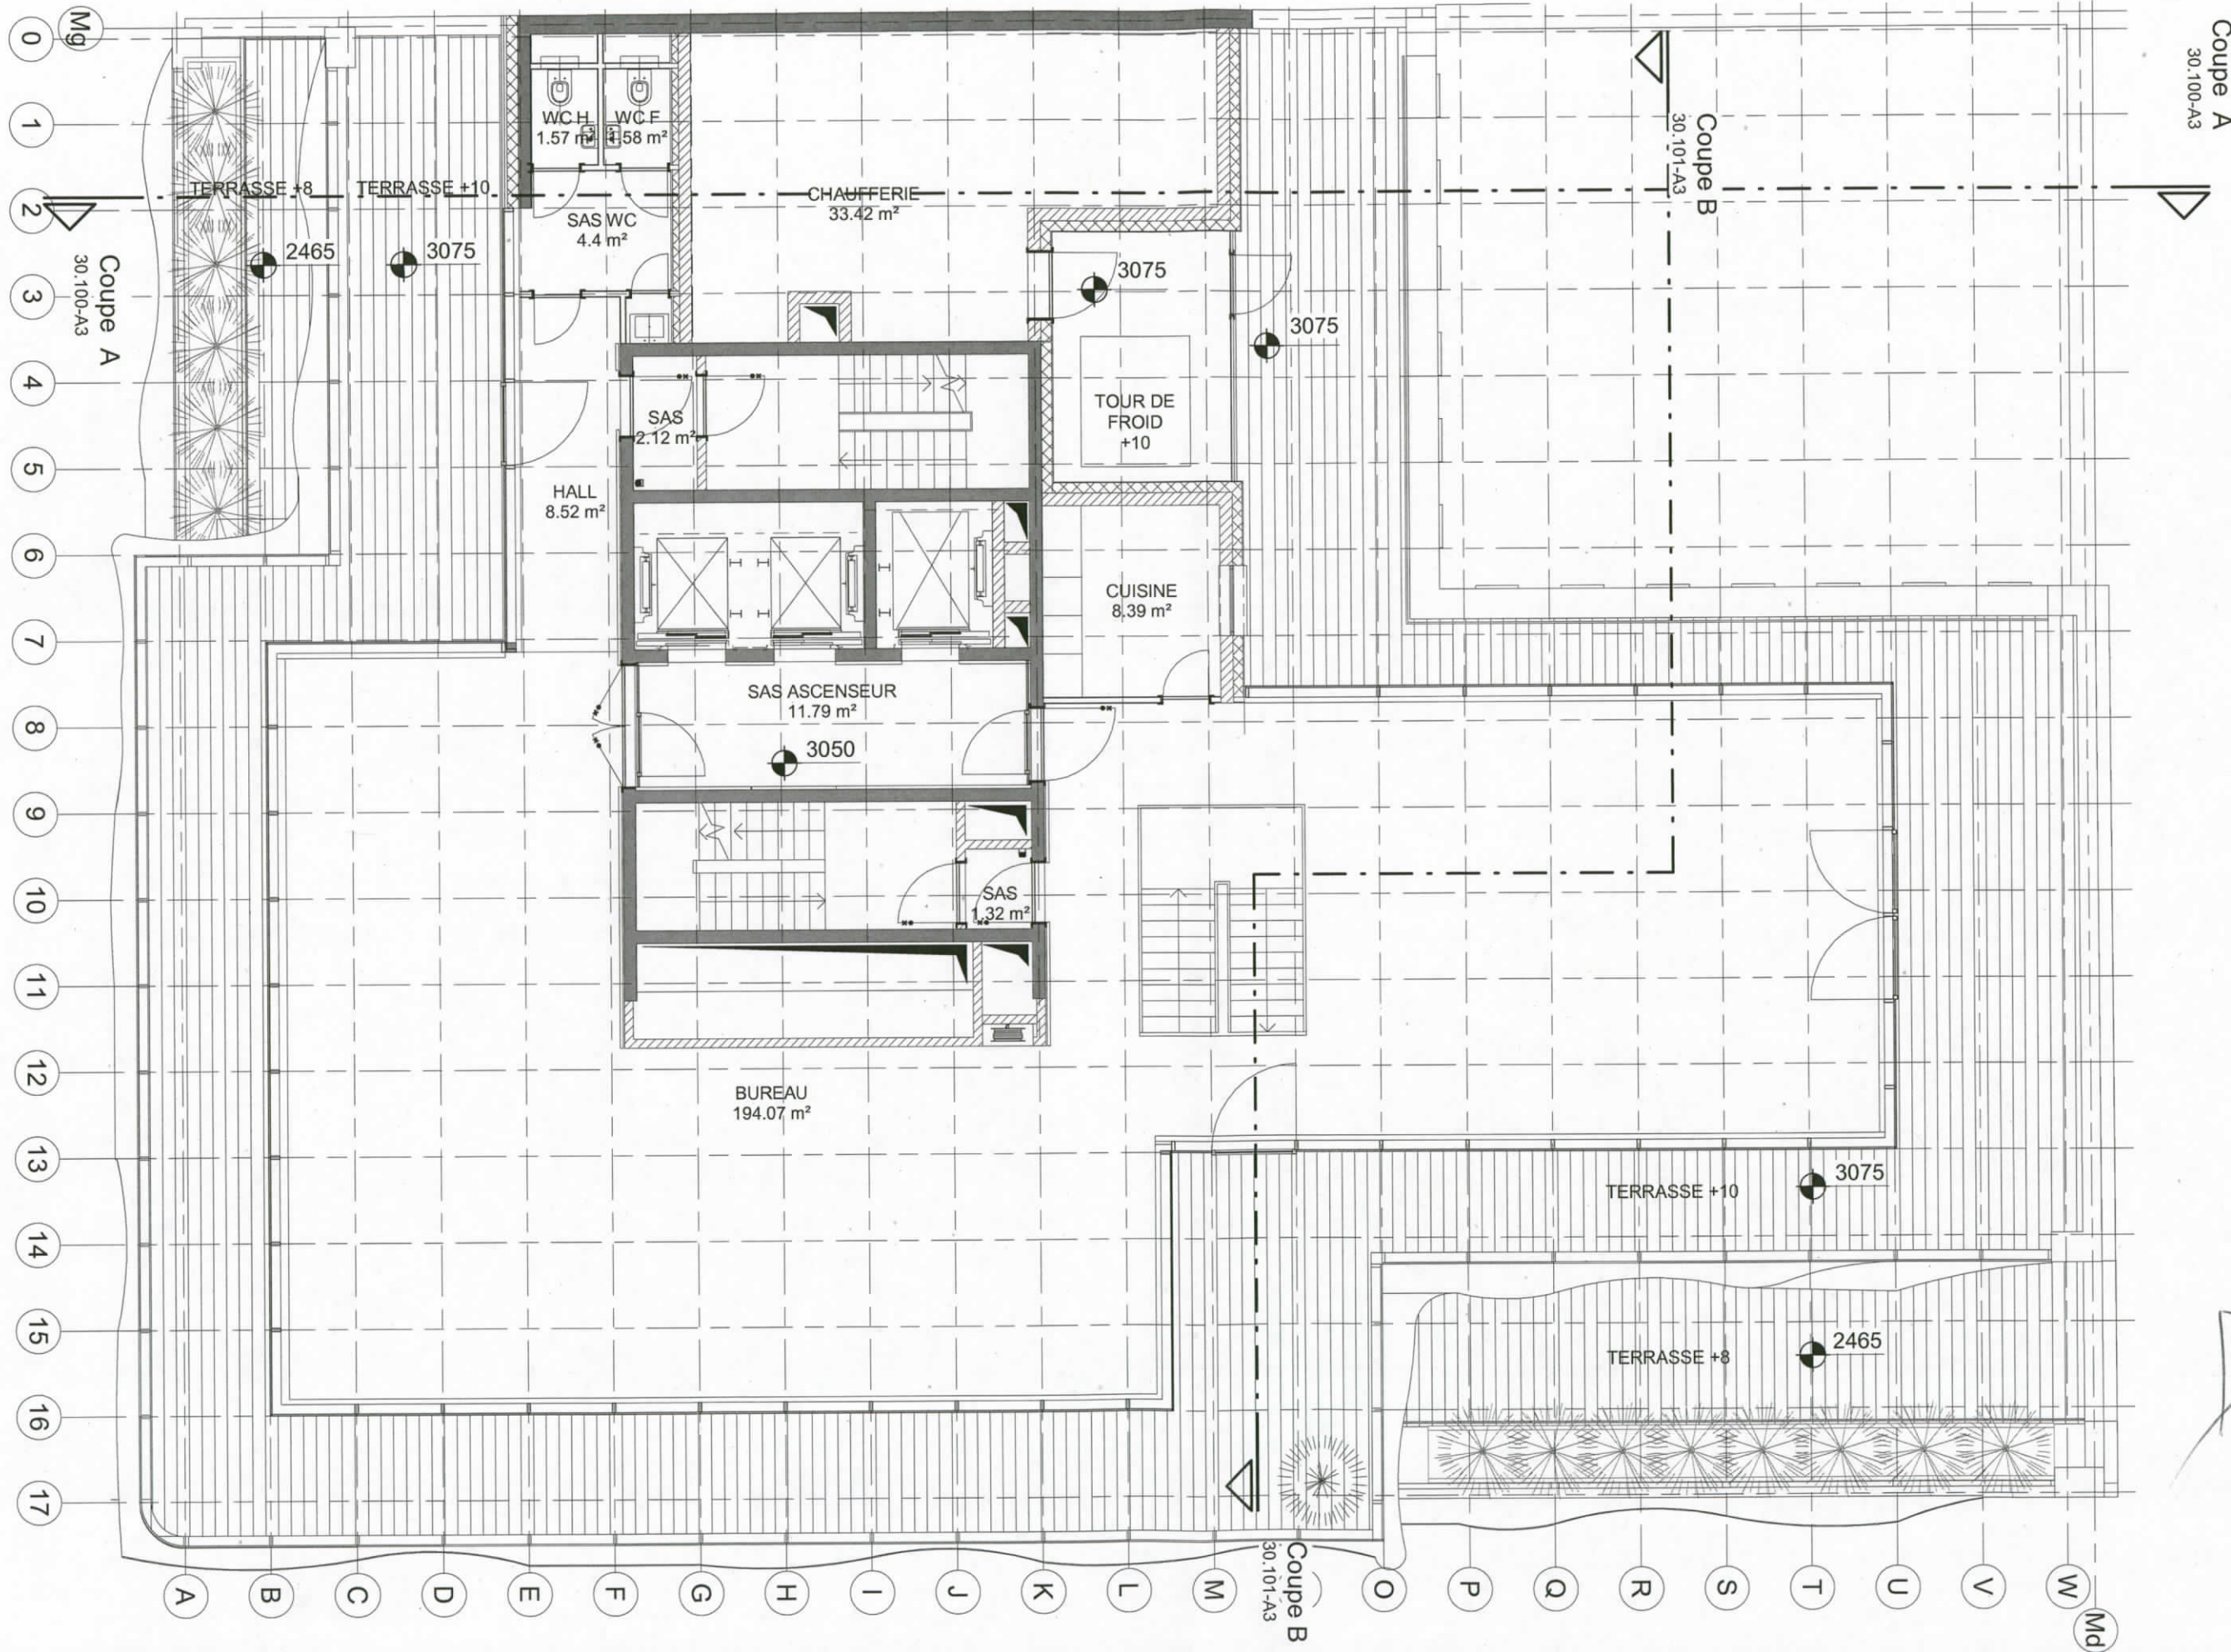 Mg
0
1
2
3
4
5
6
7
8
9
10
11
12
13
14
15
16
17
Coupe A
30.100-A3
Coupe A
30.100-A3
Coupe B
30.101-A3
WC H
1.57 m²
WC F
1.58 m²
TERRASSE +8
TERRASSE +10
CHAUFFERIE
33.42 m²
SAS WC
4.4 m²
2465
3075
3075
3075
TOUR DE
FROID
+10
SAS
2.12 m²
HALL
8.52 m²
CUISINE
8.39 m²
SAS ASCENSEUR
11.79 m²
3050
SAS
1.32 m²
BUREAU
194.07 m²
TERRASSE +10
3075
TERRASSE +8
2465
Coupe B
30.101-A3
A
B
C
D
E
F
G
H
I
J
K
L
M
O
P
Q
R
S
T
U
V
W
Md